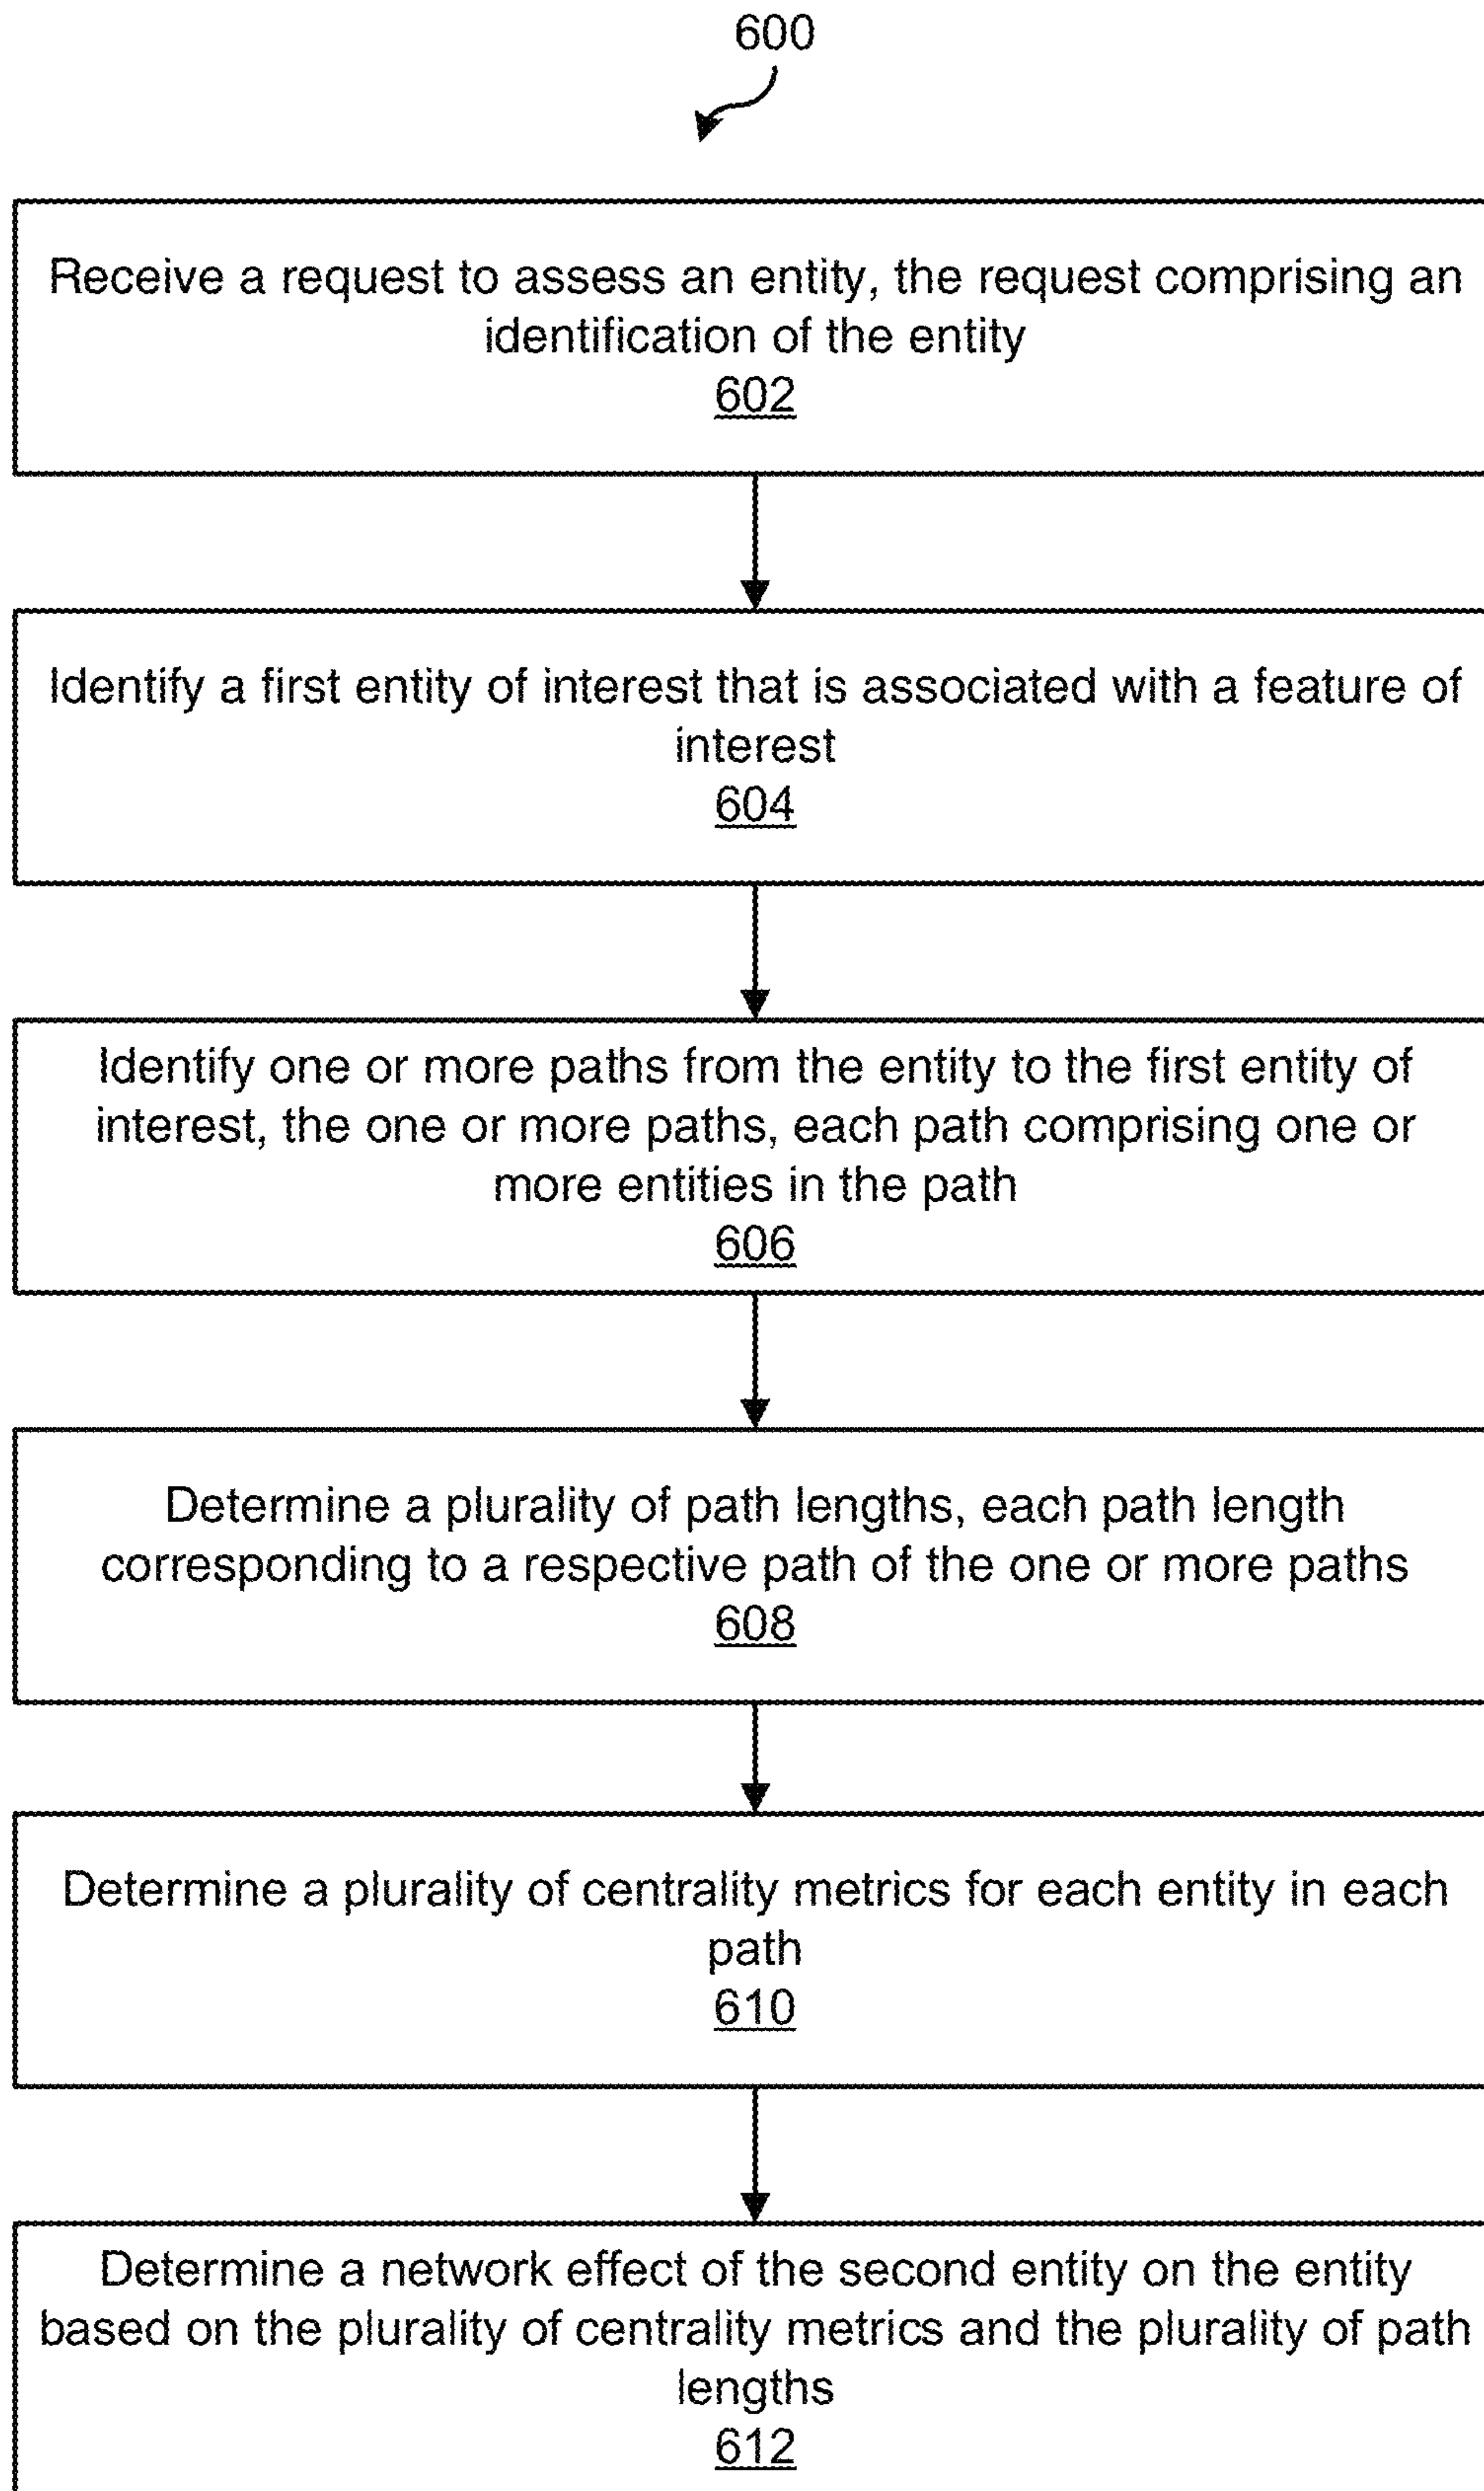 600
Receive a request to assess an entity, the request comprising an
identification of the entity
602
Identify a first entity of interest that is associated with a feature of
interest
604
Identify one or more paths from the entity to the first entity of
interest, the one or more paths, each path comprising one or
more entities in the path
606
Determine a plurality of path lengths, each path length
corresponding to a respective path of the one or more paths
608
Determine a plurality of centrality metrics for each entity in each
path
610
Determine a network effect of the second entity on the entity
based on the plurality of centrality metrics and the plurality of path
lengths
612